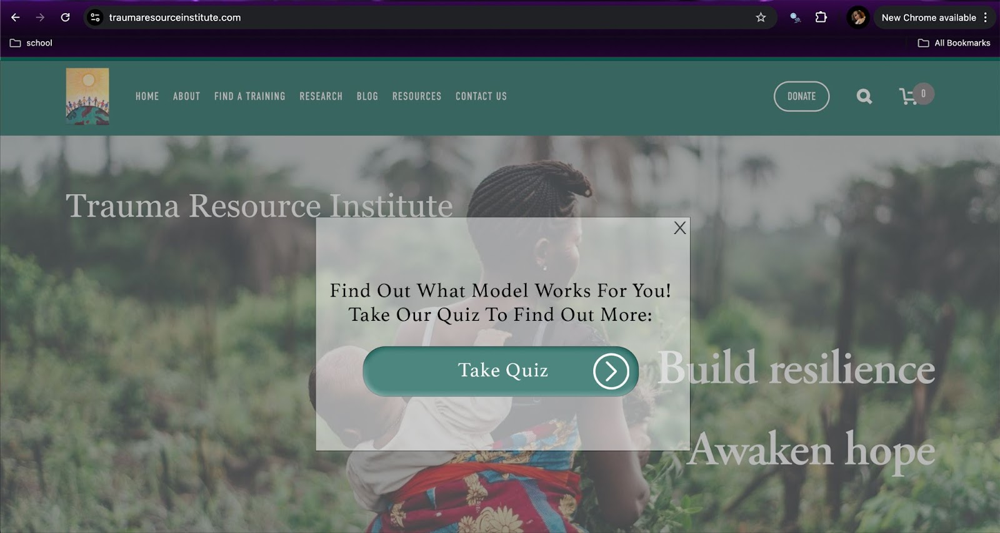 traumaresourceinstitute.com
New Chrome available
school
All Bookmarks
HOME ABOUT FIND A TRAINING RESEARCH BLOG RESOURCES CONTACT US DONATE 0
Trauma Resource Institute
X
Find Out What Model Works For You!
Take Our Quiz To Find Out More:
Take Quiz
Build resilience
Awaken hope